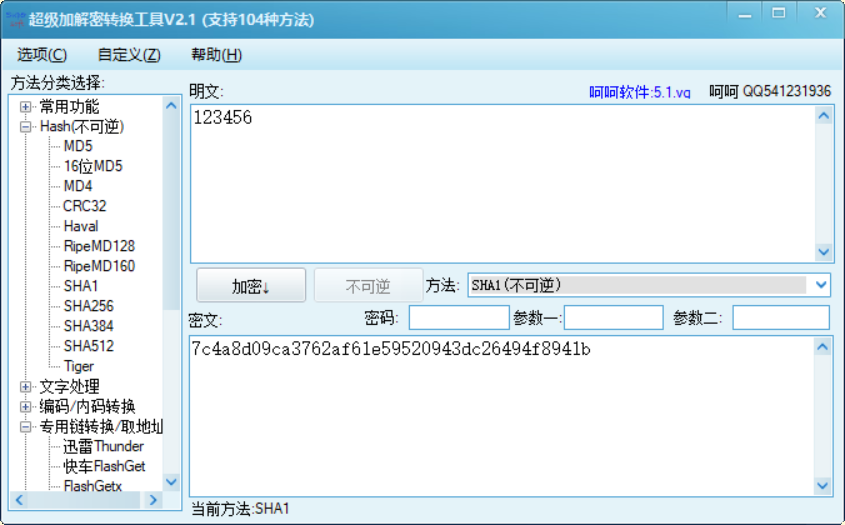 超级加解密转换工具V2.1 (支持104种方法)
选项(C) 自定义(Z) 帮助(H)
方法分类选择:
常用功能
Hash(不可逆)
MD5
16位MD5
MD4
CRC32
Haval
RipeMD128
RipeMD160
SHA1
SHA256
SHA384
SHA512
Tiger
文字处理
编码/内码转换
专用链转换/取地址
迅雷Thunder
快车FlashGet
FlashGetx
明文:
呵呵软件:5.1.vg 呵呵 QQ541231936
123456
加密↓ 不可逆 方法: SHA1(不可逆)
密文: 密码: 参数一: 参数二:
7c4a8d09ca3762af61e59520943dc26494f8941b
当前方法:SHA1